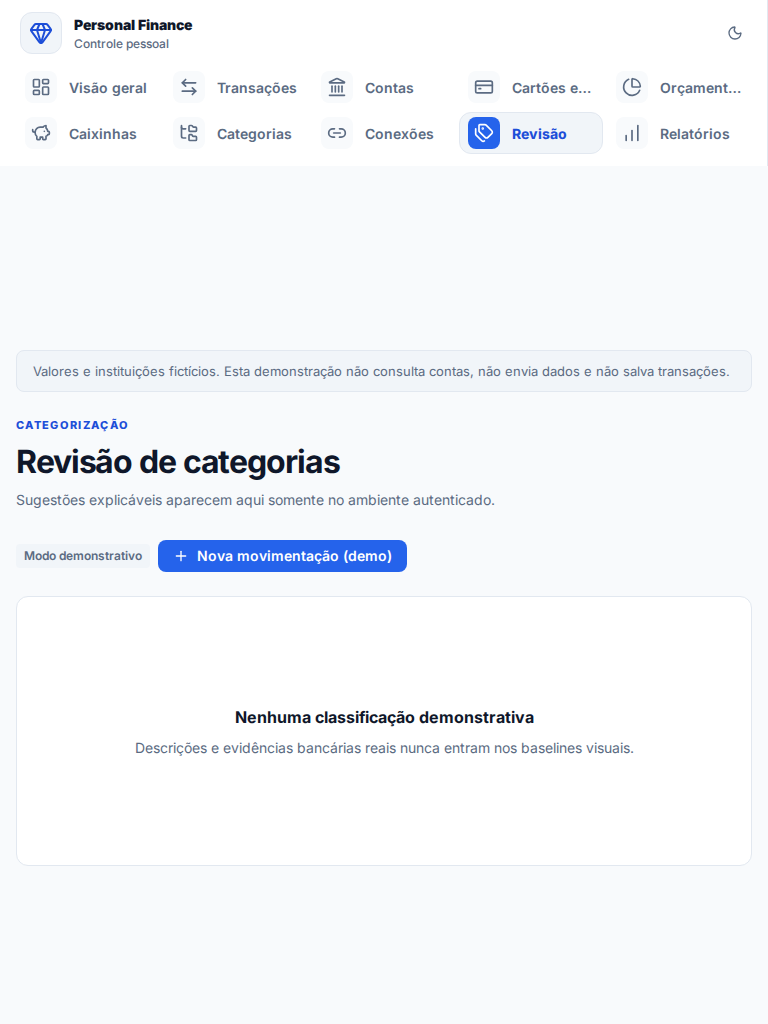 Personal Finance
Controle pessoal
Visão geral
Transações
Contas
Cartões e...
Orçament...
Caixinhas
Categorias
Conexões
Revisão
Relatórios
Valores e instituições fictícios. Esta demonstração não consulta contas, não envia dados e não salva transações.
CATEGORIZAÇÃO
Revisão de categorias
Sugestões explicáveis aparecem aqui somente no ambiente autenticado.
Modo demonstrativo
Nova movimentação (demo)
Nenhuma classificação demonstrativa
Descrições e evidências bancárias reais nunca entram nos baselines visuais.